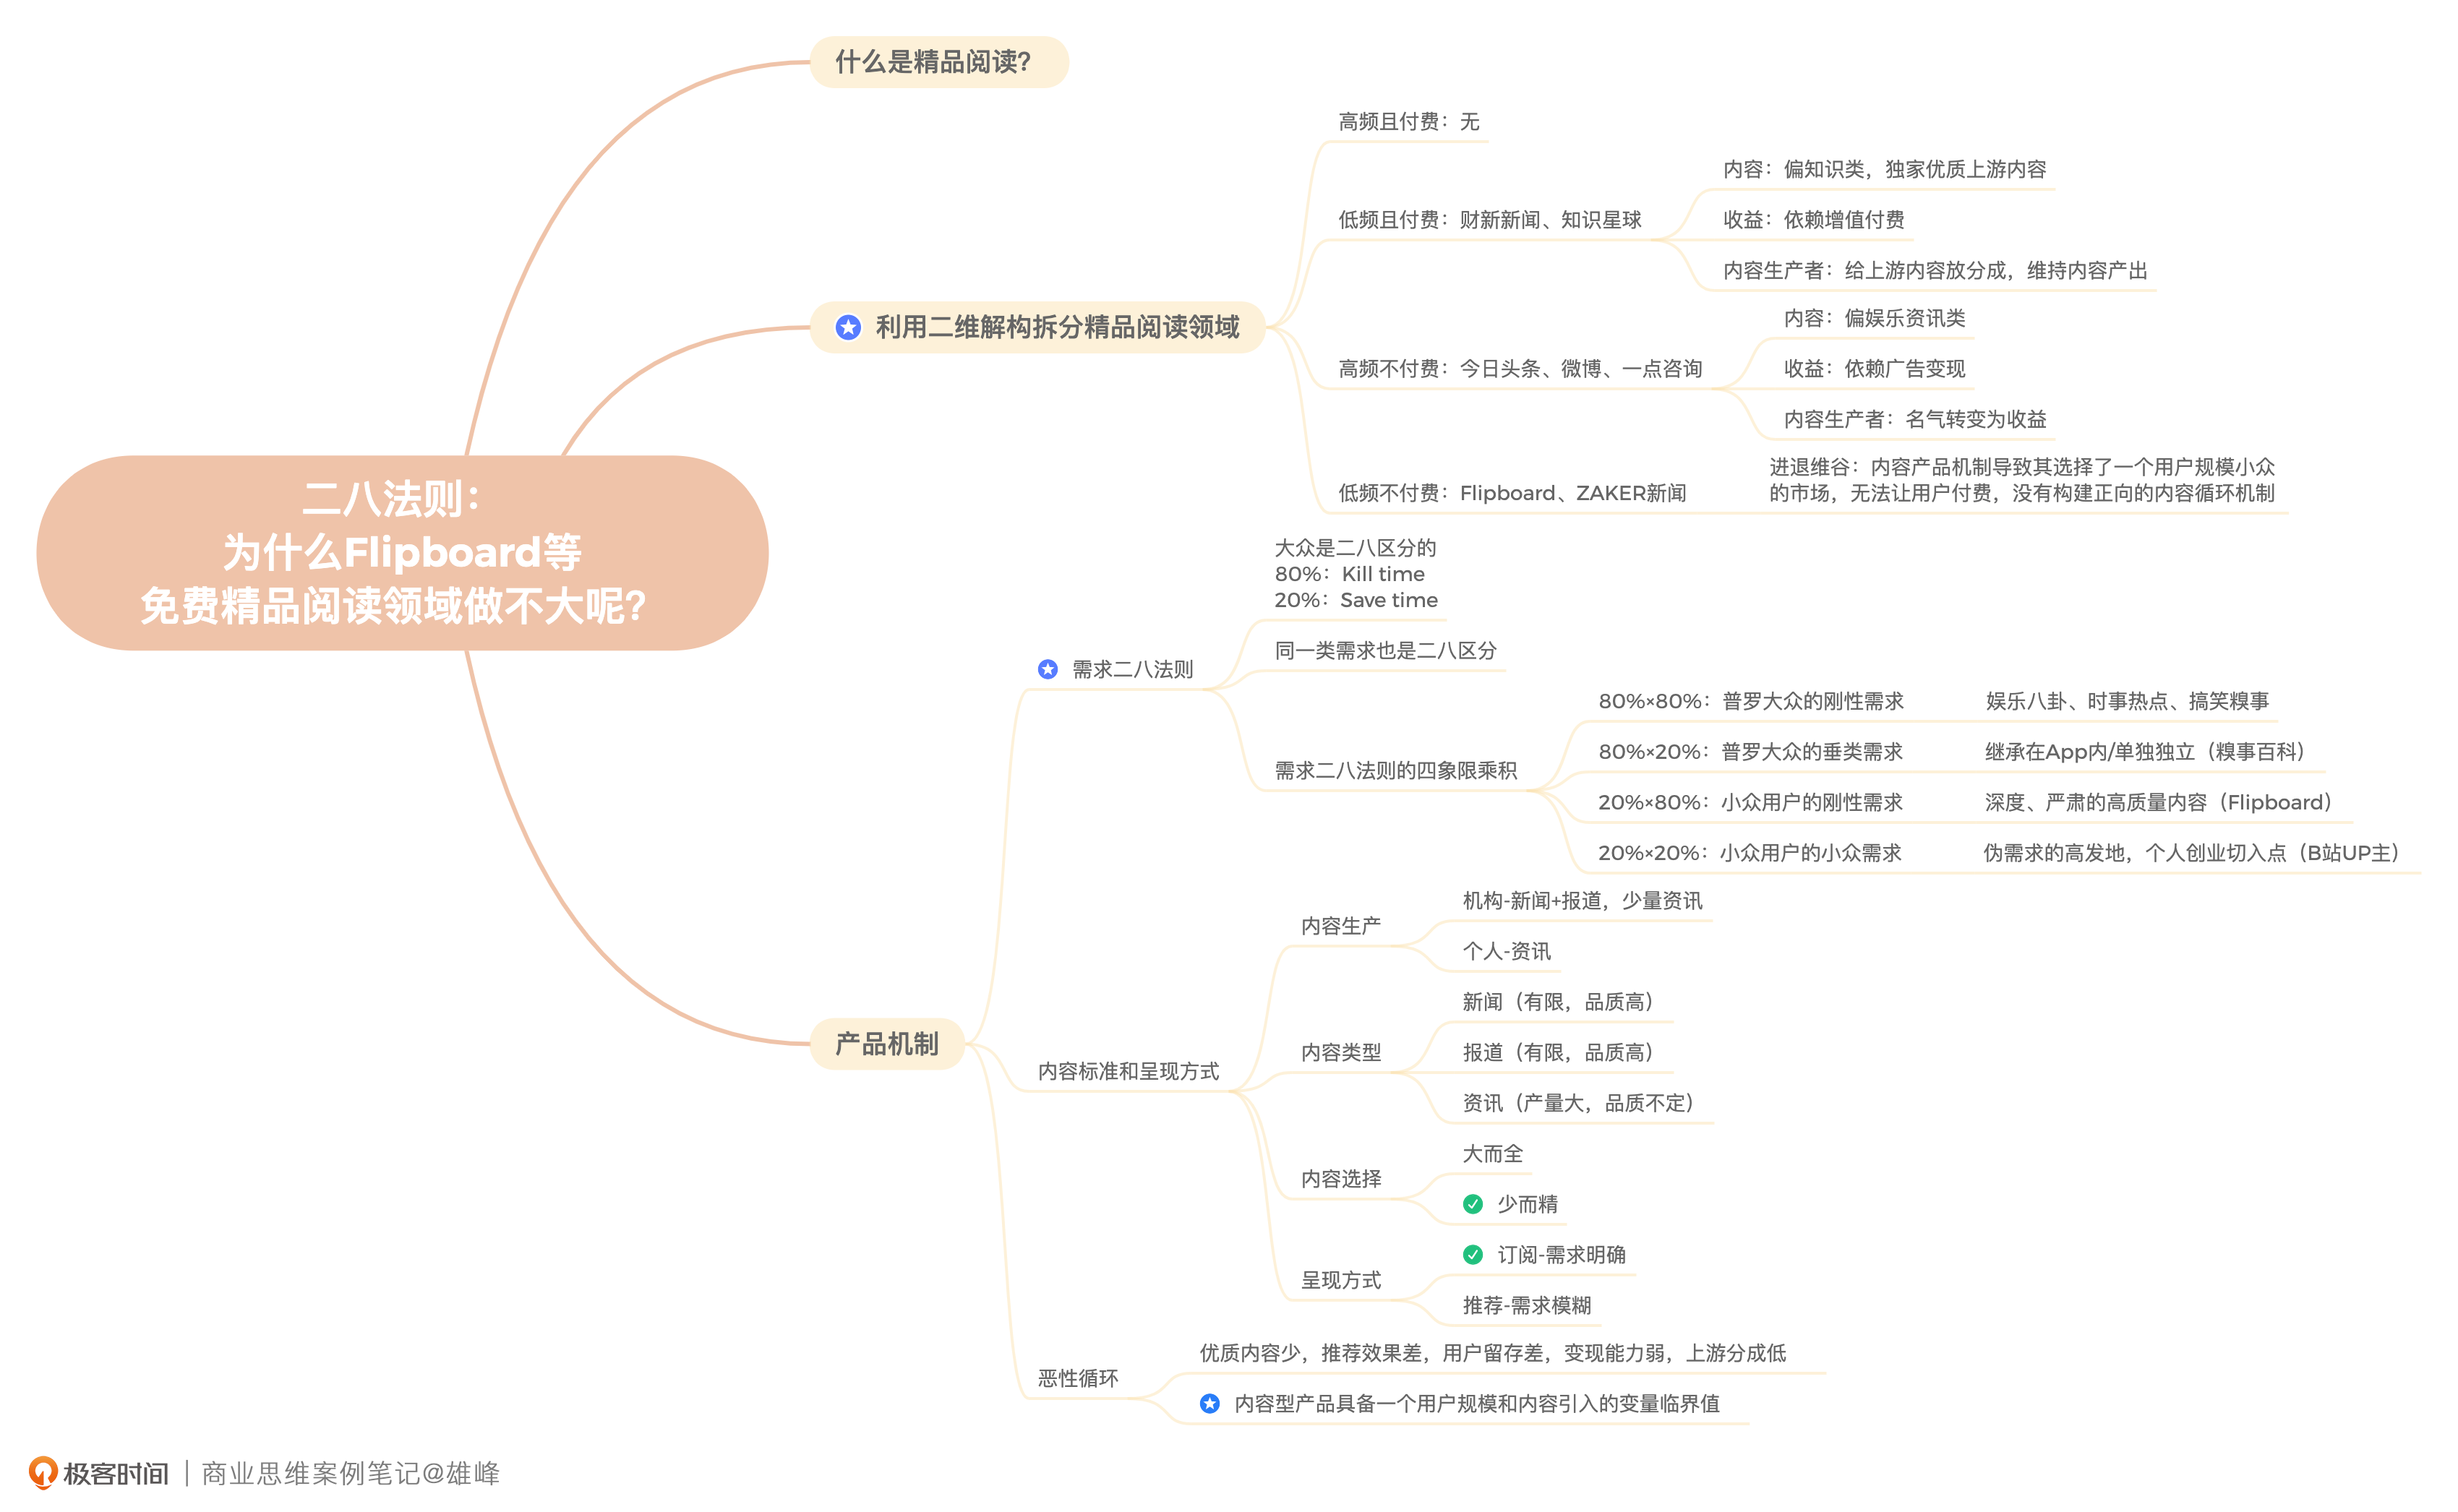 什么是精品阅读？
高频且付费：无
内容：偏知识类，独家优质上游内容
低频且付费：财新新闻、知识星球
收益：依赖增值付费
内容生产者：给上游内容放分成，维持内容产出
利用二维解构拆分精品阅读领域
内容：偏娱乐资讯类
高频不付费：今日头条、微博、一点咨询
收益：依赖广告变现
内容生产者：名气转变为收益
低频不付费：Flipboard、ZAKER新闻
进退维谷：内容产品机制导致其选择了一个用户规模小众
的市场，无法让用户付费，没有构建正向的内容循环机制
二八法则：
为什么Flipboard等
免费精品阅读领域做不大呢？
大众是二八区分的
80%：Kill time
20%：Save time
需求二八法则
同一类需求也是二八区分
需求二八法则的四象限乘积
80%×80%：普罗大众的刚性需求
娱乐八卦、时事热点、搞笑糗事
80%×20%：普罗大众的垂类需求
继承在App内/单独独立（糗事百科）
20%×80%：小众用户的刚性需求
深度、严肃的高质量内容（Flipboard）
20%×20%：小众用户的小众需求
伪需求的高发地，个人创业切入点（B站UP主）
产品机制
内容标准和呈现方式
内容生产
机构-新闻+报道，少量资讯
个人-资讯
内容类型
新闻（有限，品质高）
报道（有限，品质高）
资讯（产量大，品质不定）
内容选择
大而全
少而精
呈现方式
订阅-需求明确
推荐-需求模糊
恶性循环
优质内容少，推荐效果差，用户留存差，变现能力弱，上游分成低
内容型产品具备一个用户规模和内容引入的变量临界值
极客时间｜商业思维案例笔记@雄峰